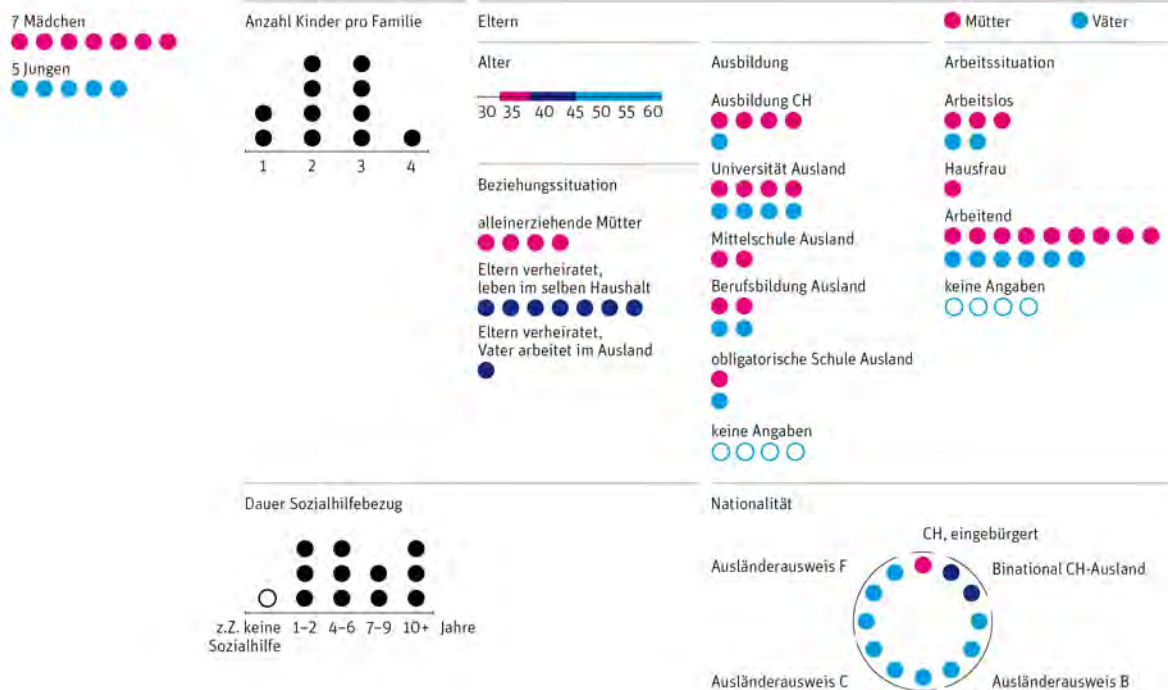 7 Mädchen
5 Jungen
Anzahl Kinder pro Familie
1 2 3 4
Eltern
Mütter
Väter
Alter
30 35 40 45 50 55 60
Beziehungssituation
alleinerziehende Mütter
Eltern verheiratet,
leben im selben Haushalt
Eltern verheiratet,
Vater arbeitet im Ausland
Ausbildung
Ausbildung CH
Universität Ausland
Mittelschule Ausland
Berufsbildung Ausland
obligatorische Schule Ausland
keine Angaben
Arbeitssituation
Arbeitslos
Hausfrau
Arbeitend
keine Angaben
Dauer Sozialhilfebezug
z.Z. keine
Sozialhilfe
1–2 4–6 7–9 10+ Jahre
Nationalität
CH, eingebürgert
Ausländerausweis F
Binational CH-Ausland
Ausländerausweis C
Ausländerausweis B